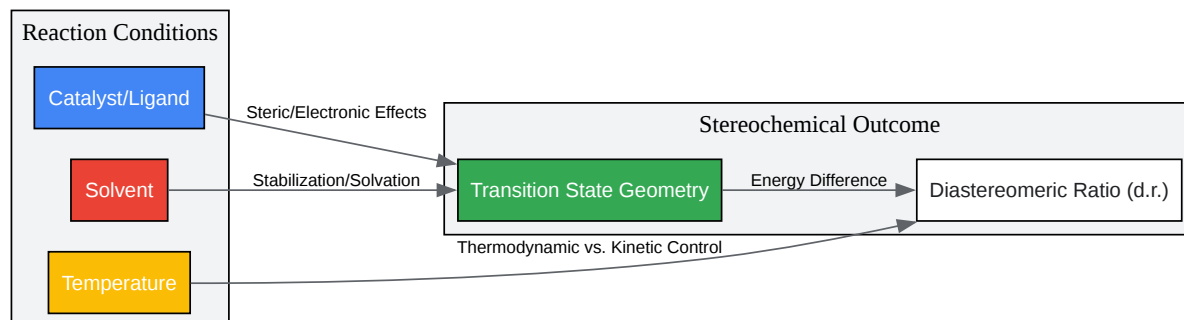 Reaction Conditions
Catalyst/Ligand
Steric/Electronic Effects
Stereochemical Outcome
Solvent
Stabilization/Solvation
Transition State Geometry
Energy Difference
Diastereomeric Ratio (d.r.)
Thermodynamic vs. Kinetic Control
Temperature